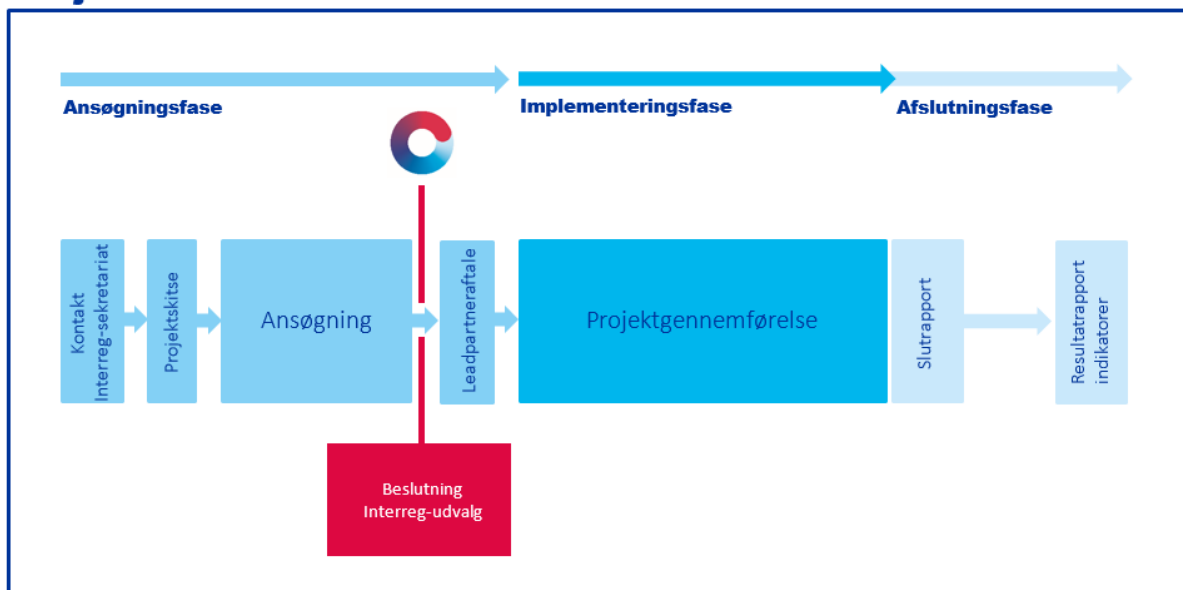 Ansøgningsfase
Implementeringsfase
Afslutningsfase
Kontakt
Interreg-sekretariat
Projektskitse
Ansøgning
Leadpartneraftale
Projektgennemførelse
Slutrapport
Resultatrapport
indikatorer
Beslutning
Interreg-udvalg